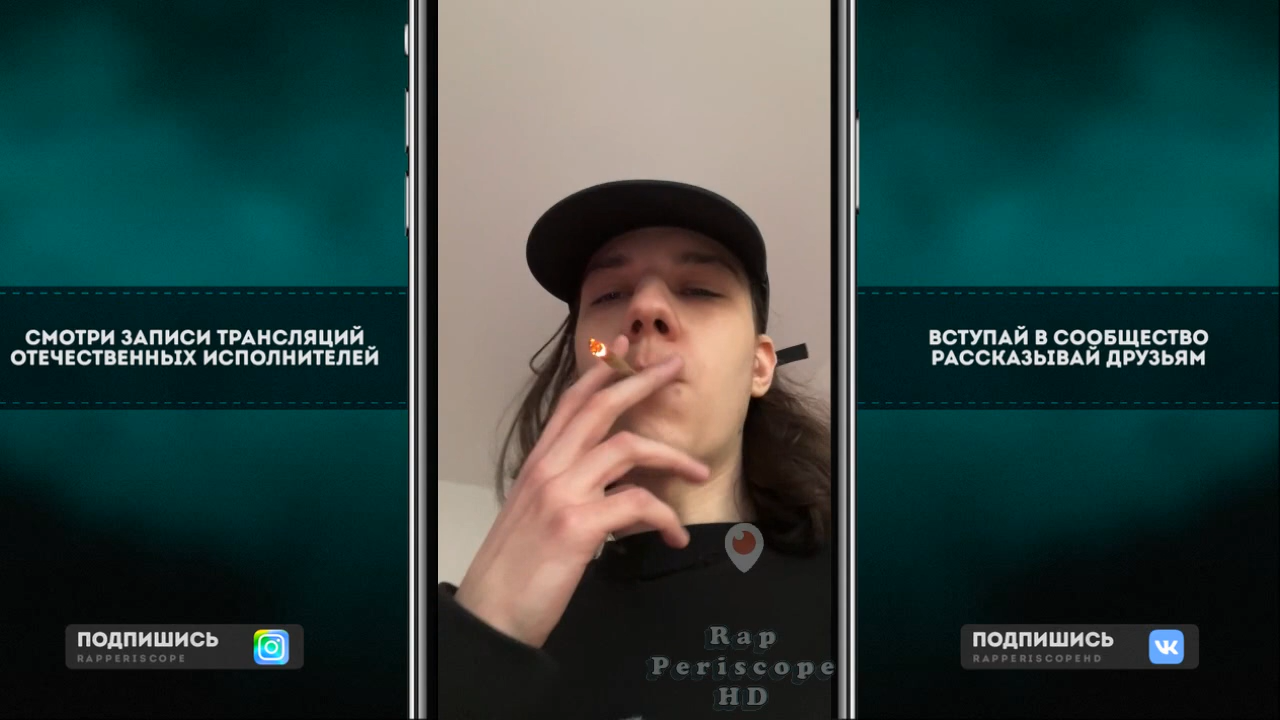 СМОТРИ ЗАПИСИ ТРАНСЛЯЦИЙ
ОТЕЧЕСТВЕННЫХ ИСПОЛНИТЕЛЕЙ
ВСТУПАЙ В СООБЩЕСТВО
РАССКАЗЫВАЙ ДРУЗЬЯМ
ПОДПИШИСЬ
RAPPERISCOPE
ПОДПИШИСЬ
RAPPERISCOPEHD
Rap
Periscope
HD